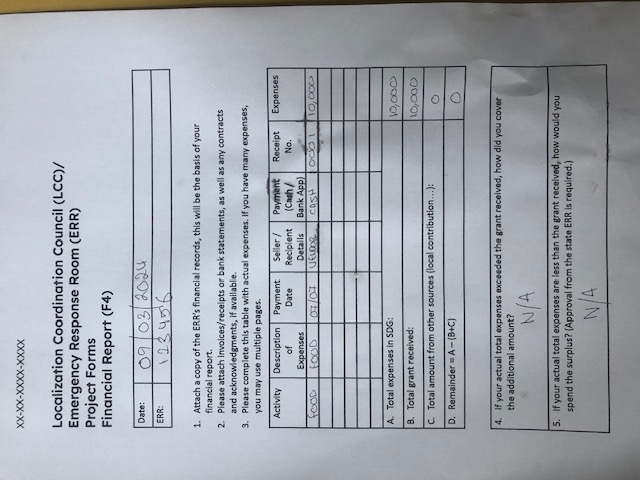 XX-XX-XXXX-XXXX
Localization Coordination Council (LCC)/
Emergency Response Room (ERR)
Project Forms
Financial Report (F4)
Date: 09/03/2024
ERR: 123456
1. Attach a copy of the ERR's financial records, this will be the basis of your
financial report.
2. Please attach invoices/receipts or bank statements, as well as any contracts
and acknowledgments, if available.
3. Please complete this table with actual expenses. If you have many expenses,
you may use multiple pages.
Activity Description of Expenses Payment Date Seller / Recipient Details Payment (Cash / Bank App) Receipt No. Expenses
FOOD FOOD 07/07 VENDOR CASH 0001 10,000
A. Total expenses in SDG: 10,000
B. Total grant received: 10,000
C. Total amount from other sources (local contribution...): 0
D. Remainder = A – (B+C) 0
4. If your actual total expenses exceeded the grant received, how did you cover
the additional amount?
N/A
5. If your actual total expenses are less than the grant received, how would you
spend the surplus? (Approval from the state ERR is required.)
N/A